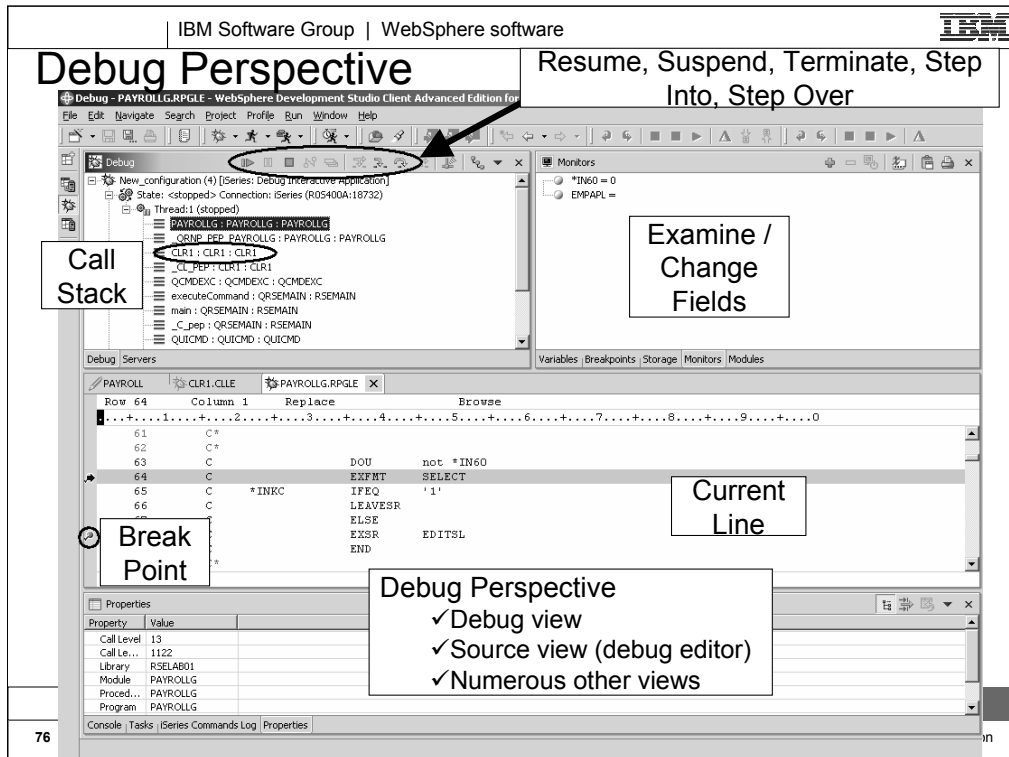 IBM Software Group | WebSphere software
IBM
Debug Perspective
Resume, Suspend, Terminate, Step
Into, Step Over
Debug - PAYROLLG.RPGLE - WebSphere Development Studio Client Advanced Edition for
File Edit Navigate Search Project Profile Run Window Help
Debug
Monitors
New_configuration (4) [iSeries: Debug Interactive Application]
State: <stopped> Connection: iSeries (R05400A:18732)
Thread:1 (stopped)
PAYROLLG : PAYROLLG : PAYROLLG
_QRNP_PEP_PAYROLLG : PAYROLLG : PAYROLLG
CLR1 : CLR1 : CLR1
_CL_PEP : CLR1 : CLR1
QCMDEXC : QCMDEXC : QCMDEXC
executeCommand : QRSEMAIN : RSEMAIN
main : QRSEMAIN : RSEMAIN
_C_pep : QRSEMAIN : RSEMAIN
QUICMD : QUICMD : QUICMD
*IN60 = 0
EMPAPL =
Call
Stack
Examine /
Change
Fields
Debug Servers
Variables Breakpoints Storage Monitors Modules
PAYROLL CLR1.CLLE PAYROLLG.RPGLE
Row 64 Column 1 Replace Browse
....+....1....+....2....+....3....+....4....+....5....+....6....+....7....+....8....+....9....+....0
61 C*
62 C*
63 C DOU not *IN60
64 C EXFMT SELECT
65 C *INKC IFEQ '1'
66 C LEAVESR
ELSE
EXSR EDITSL
END
Break
Point
Current
Line
Debug Perspective
✓Debug view
✓Source view (debug editor)
✓Numerous other views
Properties
Property Value
Call Level 13
Call Le... 1122
Library RSELAB01
Module PAYROLLG
Proced... PAYROLLG
Program PAYROLLG
Console Tasks iSeries Commands Log Properties
76